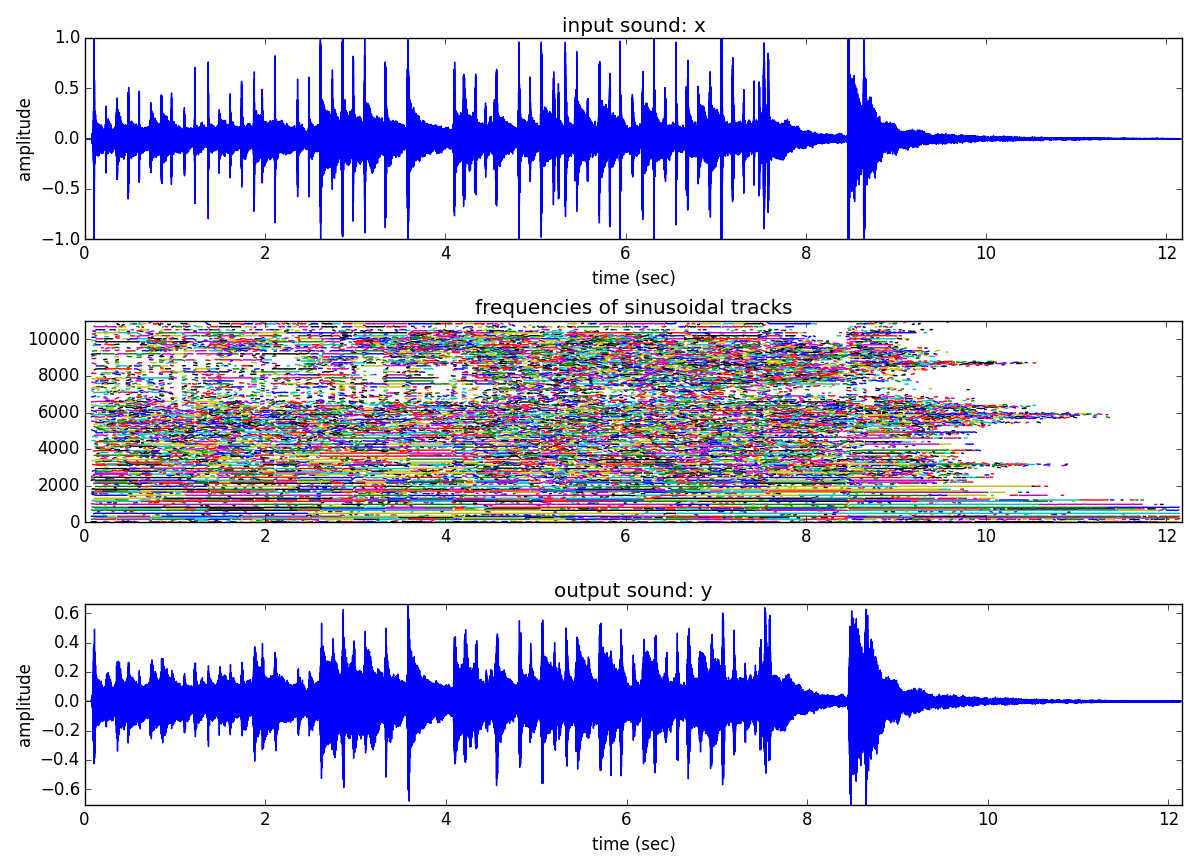 input sound: x
1.0
0.5
0.0
−0.5
−1.0
amplitude
0 2 4 6 8 10 12
time (sec)
frequencies of sinusoidal tracks
10000
8000
6000
4000
2000
0
0 2 4 6 8 10 12
output sound: y
0.6
0.4
0.2
0.0
−0.2
−0.4
−0.6
amplitude
0 2 4 6 8 10 12
time (sec)